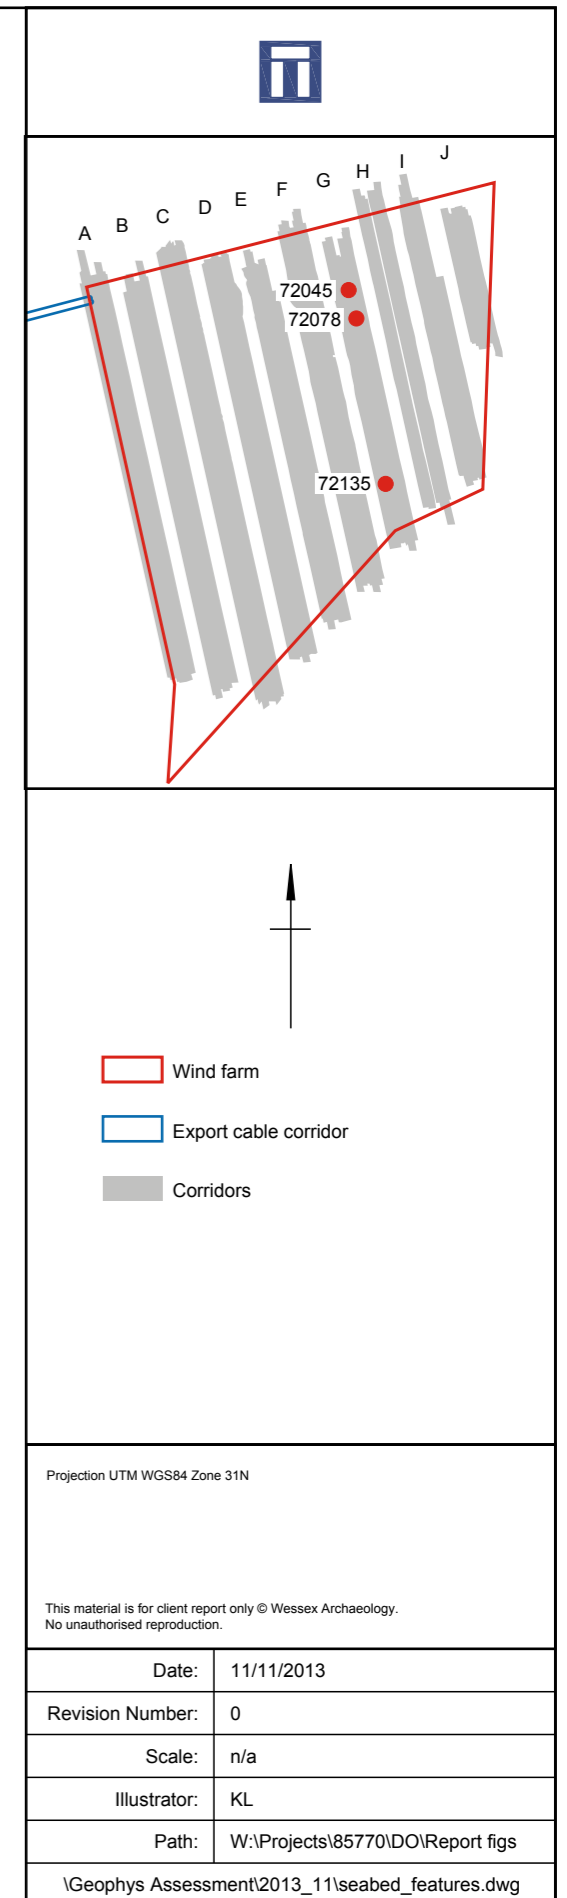 A B C D E F G H I J
72045
72078
72135
Wind farm
Export cable corridor
Corridors
Projection UTM WGS84 Zone 31N
This material is for client report only © Wessex Archaeology.
No unauthorised reproduction.
Date: 11/11/2013
Revision Number: 0
Scale: n/a
Illustrator: KL
Path: W:\Projects\85770\DO\Report figs
\Geophys Assessment\2013_11\seabed_features.dwg